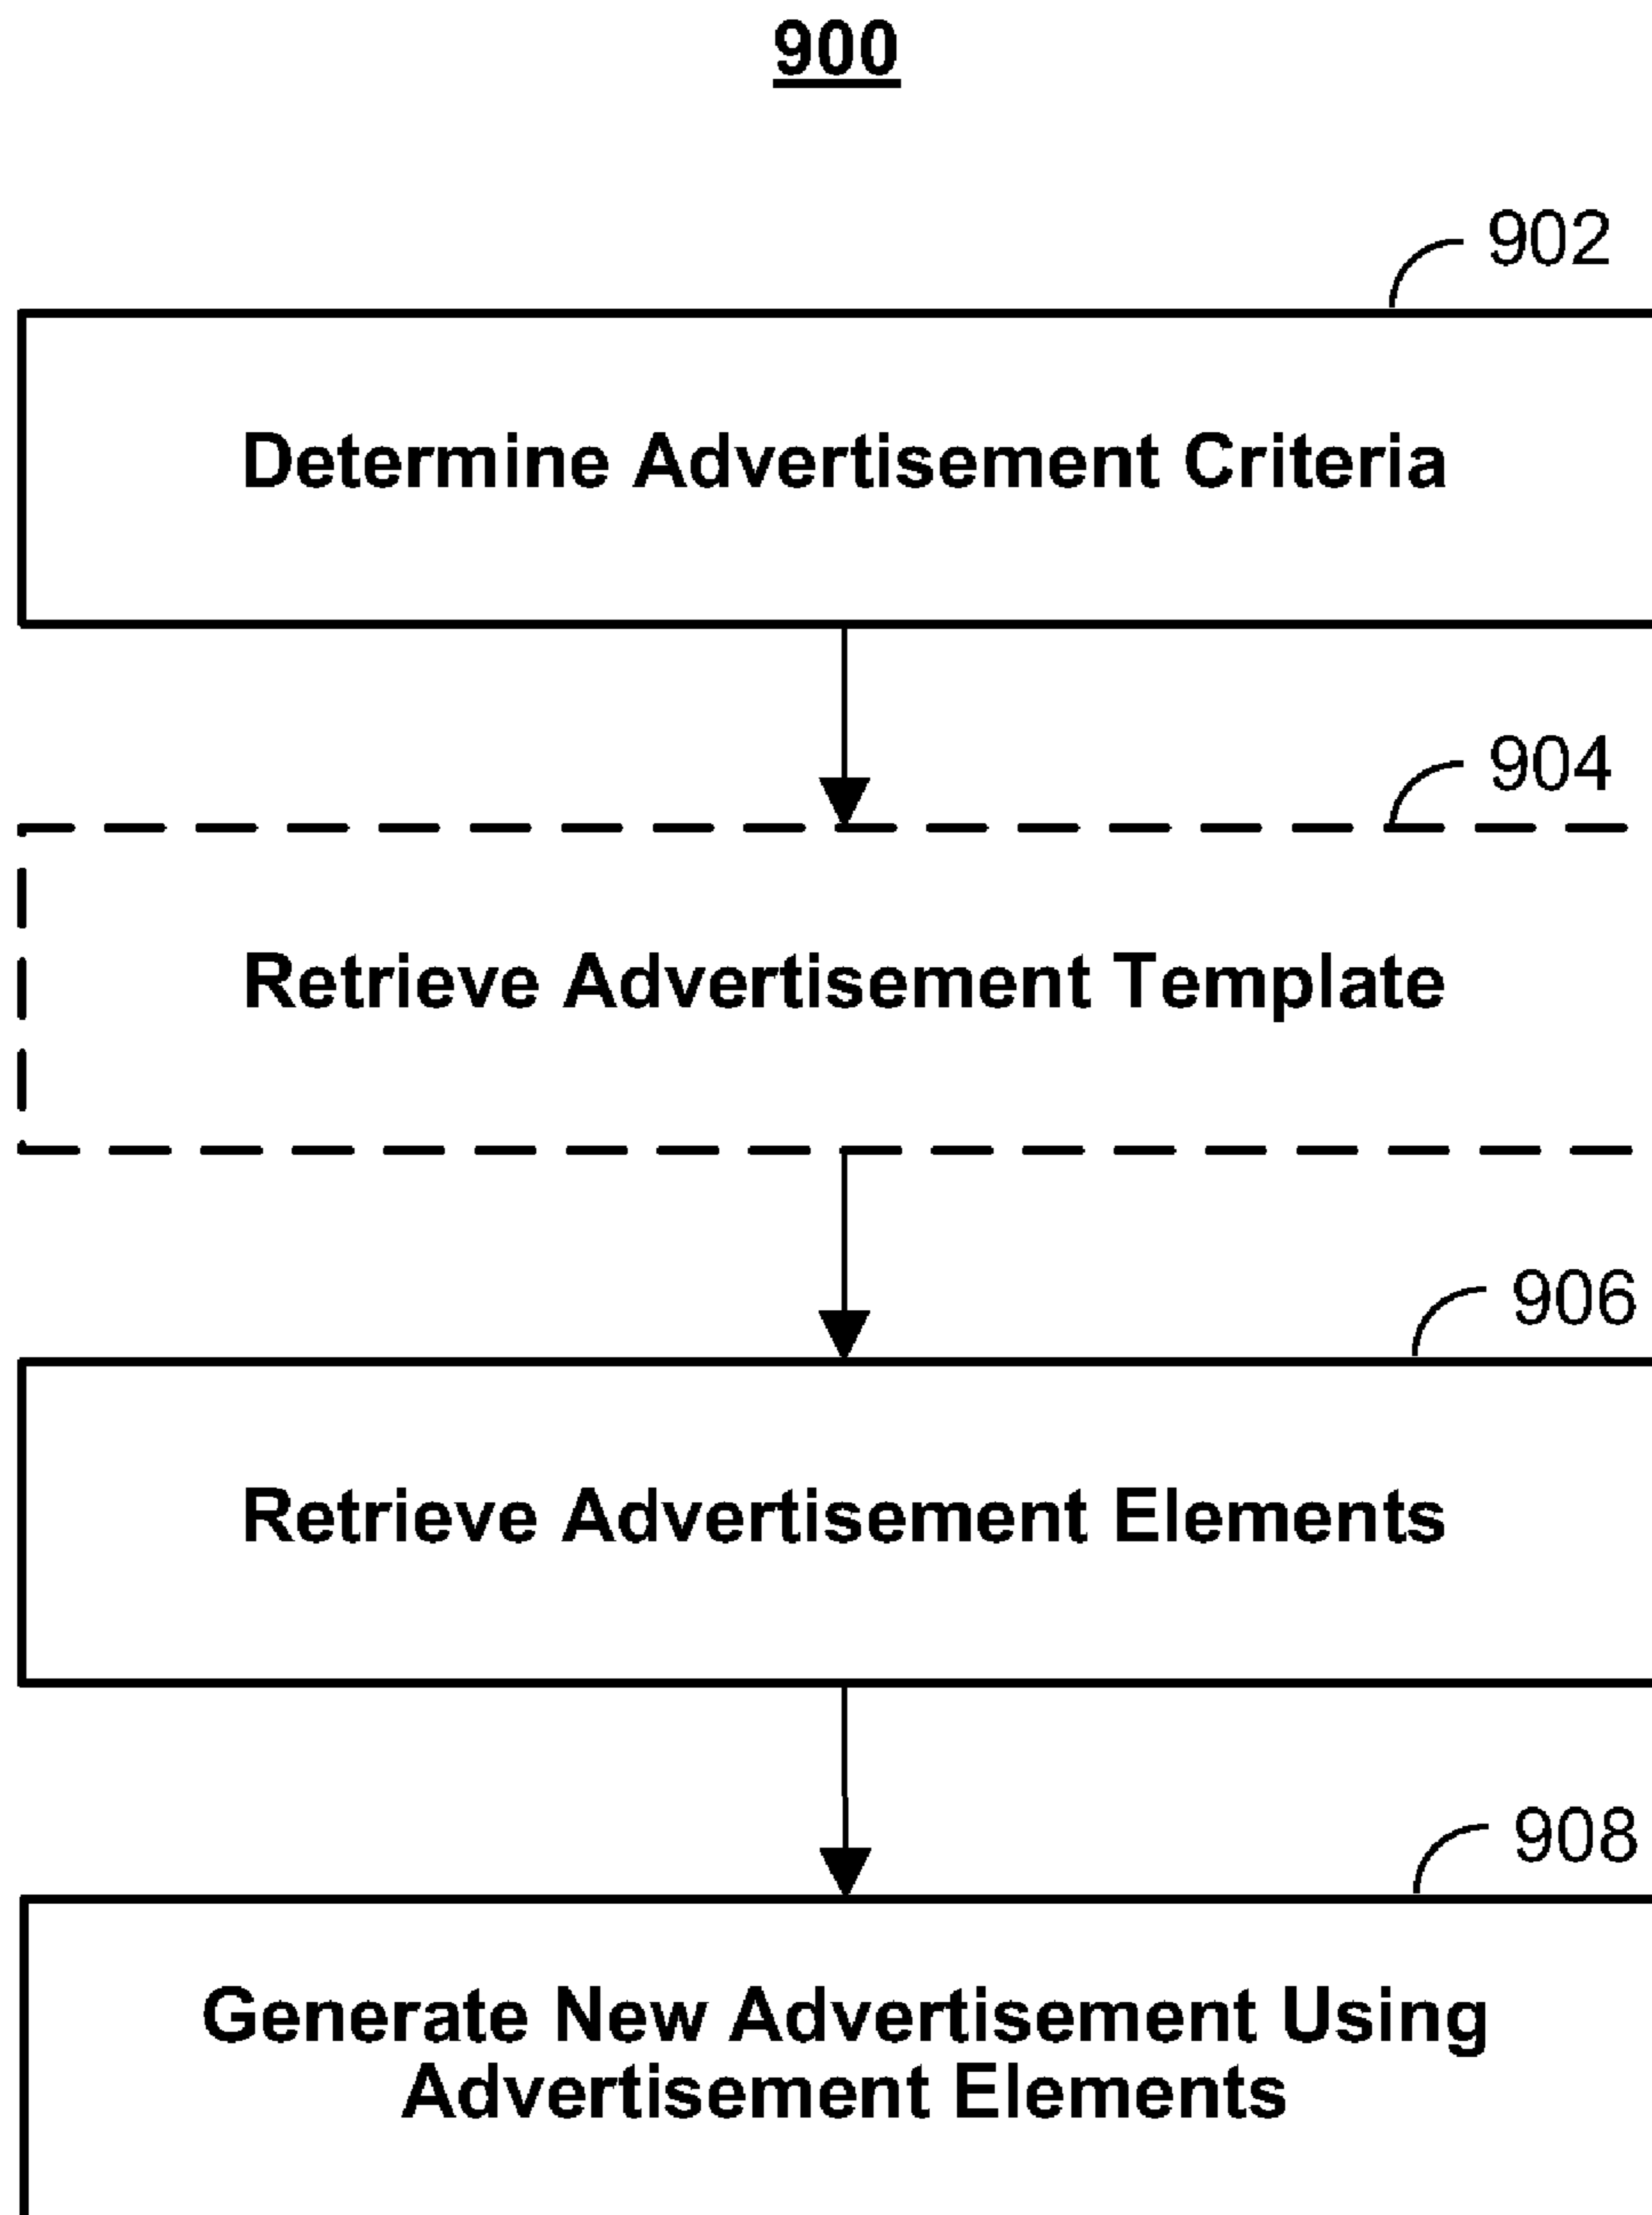 900
902
Determine Advertisement Criteria
904
Retrieve Advertisement Template
906
Retrieve Advertisement Elements
908
Generate New Advertisement Using
Advertisement Elements